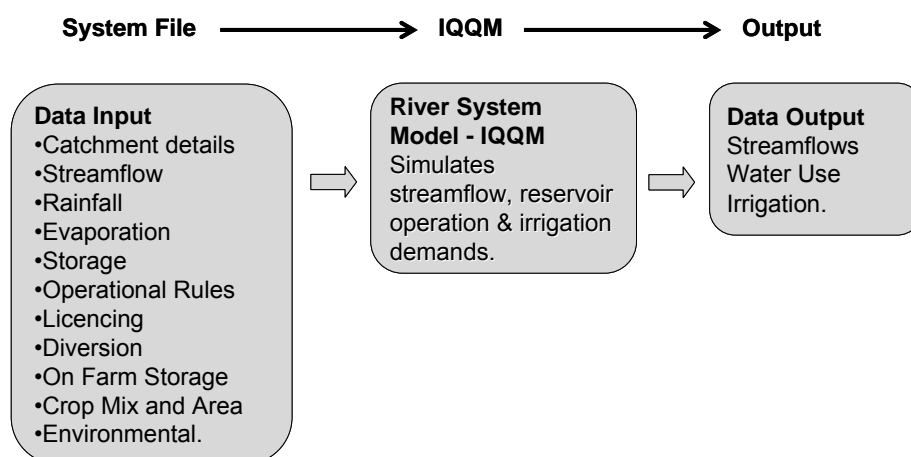 System File IQQM Output
Data Input
•Catchment details
•Streamflow
•Rainfall
•Evaporation
•Storage
•Operational Rules
•Licencing
•Diversion
•On Farm Storage
•Crop Mix and Area
•Environmental.
River System
Model - IQQM
Simulates
streamflow, reservoir
operation & irrigation
demands.
Data Output
Streamflows
Water Use
Irrigation.